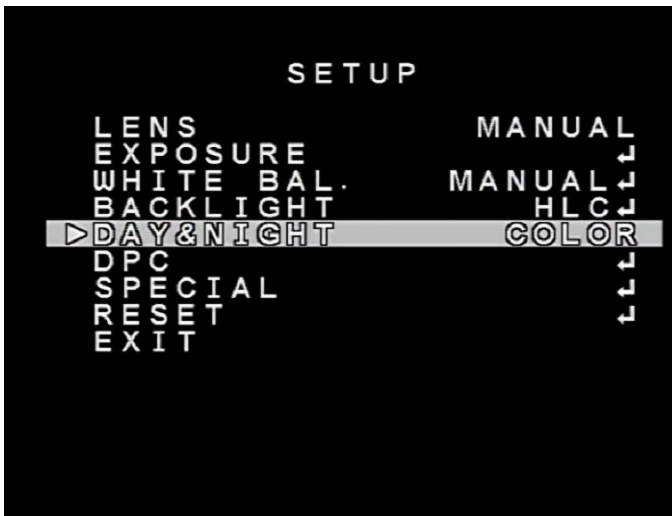 SETUP
LENS MANUAL
EXPOSURE ↲
WHITE BAL. MANUAL↲
BACKLIGHT HLC↲
▷DAY&NIGHT COLOR
DPC ↲
SPECIAL ↲
RESET ↲
EXIT